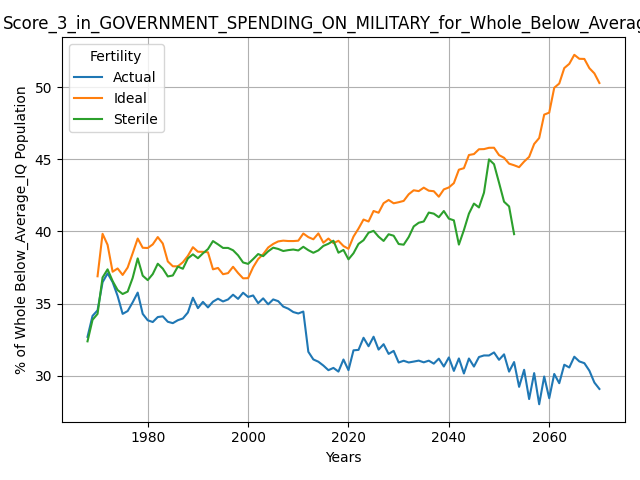 Score_3_in_GOVERNMENT_SPENDING_ON_MILITARY_for_Whole_Below_Averag
Fertility
Actual
Ideal
Sterile
% of Whole Below_Average_IQ Population
50
45
40
35
30
1980
2000
2020
2040
2060
Years